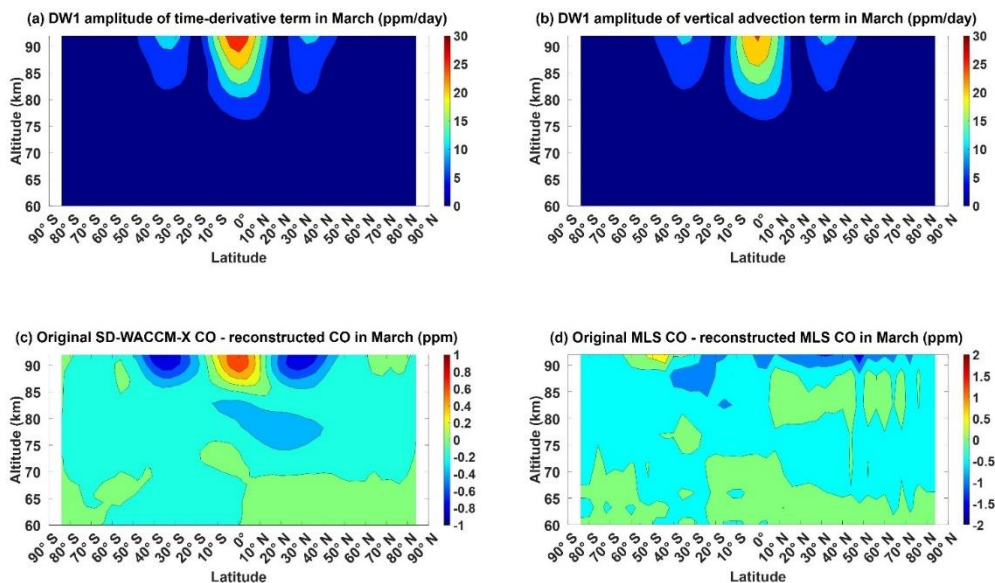 (a) DW1 amplitude of time-derivative term in March (ppm/day)
Altitude (km)
90
85
80
75
70
65
60
90° S
80° S
70° S
60° S
50° S
40° S
30° S
20° S
10° S
0°
10° N
20° N
30° N
40° N
50° N
60° N
70° N
80° N
90° N
Latitude
30
25
20
15
10
5
0
(b) DW1 amplitude of vertical advection term in March (ppm/day)
Altitude (km)
90
85
80
75
70
65
60
90° S
80° S
70° S
60° S
50° S
40° S
30° S
20° S
10° S
0°
10° N
20° N
30° N
40° N
50° N
60° N
70° N
80° N
90° N
Latitude
30
25
20
15
10
5
0
(c) Original SD-WACCM-X CO - reconstructed CO in March (ppm)
Altitude (km)
90
85
80
75
70
65
60
90° S
80° S
70° S
60° S
50° S
40° S
30° S
20° S
10° S
0°
10° N
20° N
30° N
40° N
50° N
60° N
70° N
80° N
90° N
Latitude
1
0.8
0.6
0.4
0.2
0
-0.2
-0.4
-0.6
-0.8
-1
(d) Original MLS CO - reconstructed MLS CO in March (ppm)
Altitude (km)
90
85
80
75
70
65
60
90° S
80° S
70° S
60° S
50° S
40° S
30° S
20° S
10° S
0°
10° N
20° N
30° N
40° N
50° N
60° N
70° N
80° N
90° N
Latitude
2
1.5
1
0.5
0
-0.5
-1
-1.5
-2